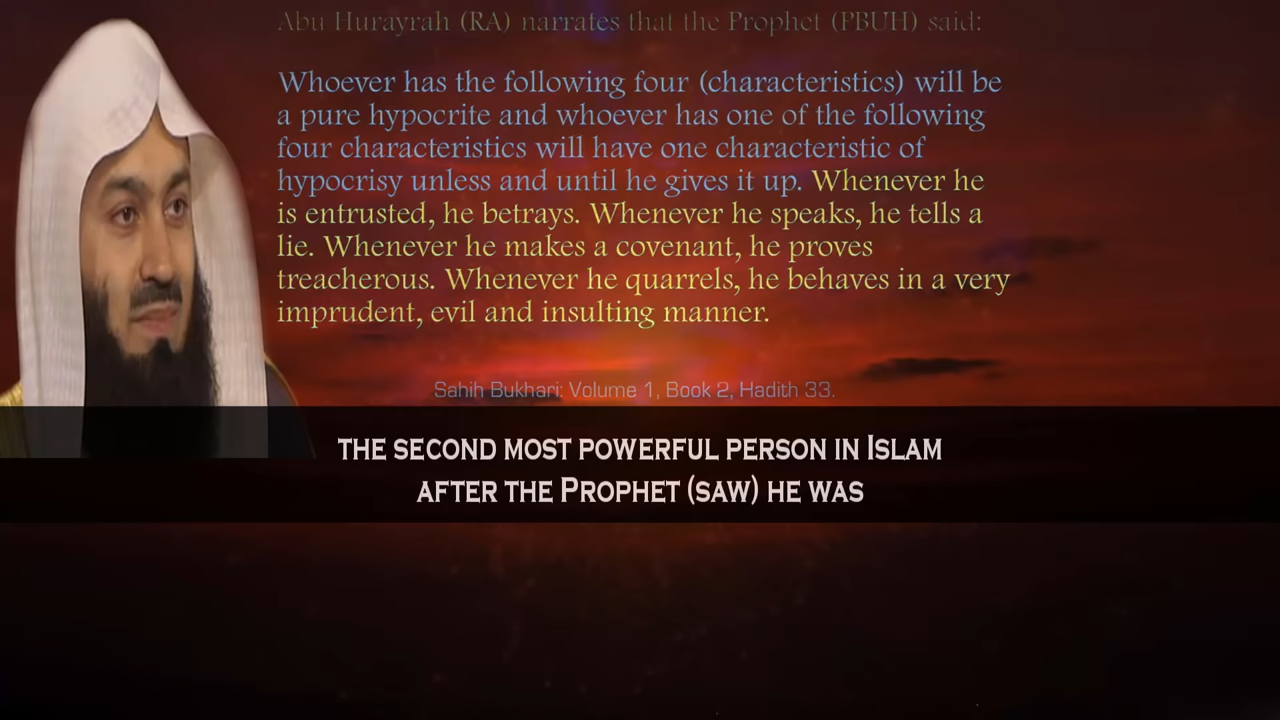 Abu Hurayrah (RA) narrates that the Prophet (PBUH) said:
Whoever has the following four (characteristics) will be
a pure hypocrite and whoever has one of the following
four characteristics will have one characteristic of
hypocrisy unless and until he gives it up. Whenever he
is entrusted, he betrays. Whenever he speaks, he tells a
lie. Whenever he makes a covenant, he proves
treacherous. Whenever he quarrels, he behaves in a very
imprudent, evil and insulting manner.
Sahih Bukhari: Volume 1, Book 2, Hadith 33.
THE SECOND MOST POWERFUL PERSON IN ISLAM
AFTER THE PROPHET (SAW) HE WAS